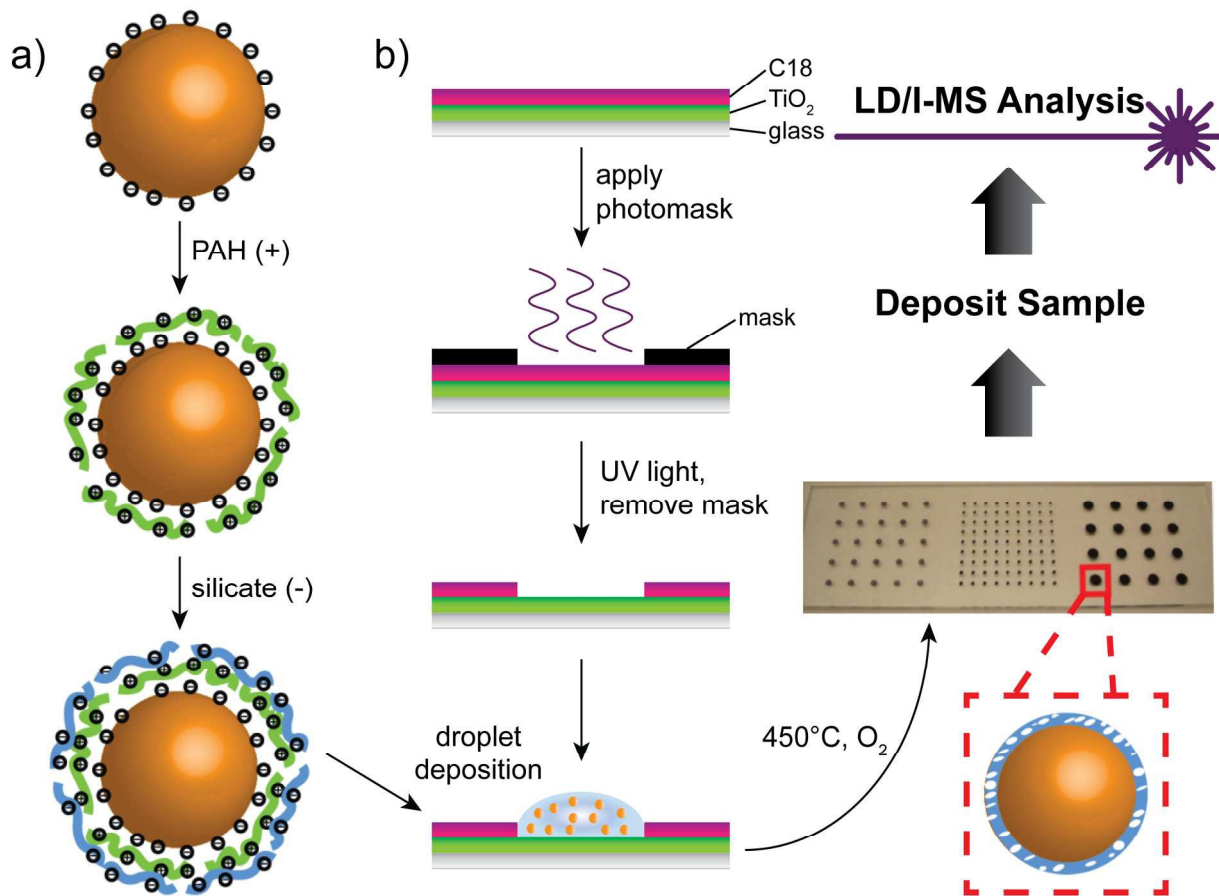 a)
PAH (+)
silicate (-)
b)
C18
TiO₂
glass
apply
photomask
mask
UV light,
remove mask
droplet
deposition
450°C, O₂
Deposit Sample
LD/I-MS Analysis